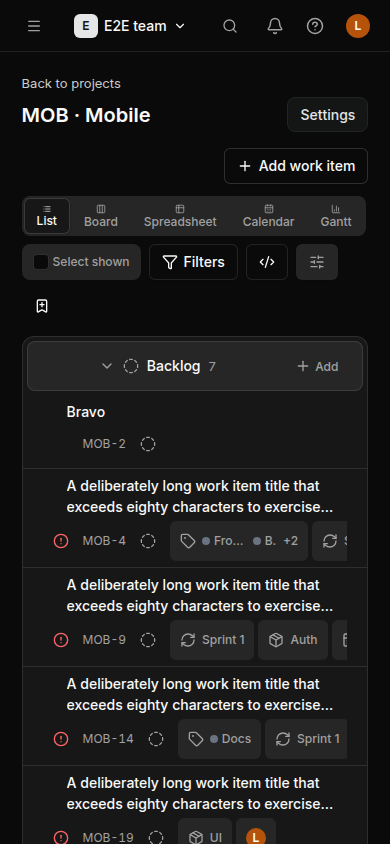 E E2E team L
Back to projects
MOB · Mobile
Settings
Add work item
List Board Spreadsheet Calendar Gantt
Select shown Filters
Backlog 7 Add
Bravo
MOB-2
A deliberately long work item title that
exceeds eighty characters to exercise...
MOB-4 Fro... B. +2
A deliberately long work item title that
exceeds eighty characters to exercise...
MOB-9 Sprint 1 Auth
A deliberately long work item title that
exceeds eighty characters to exercise...
MOB-14 Docs Sprint 1
A deliberately long work item title that
exceeds eighty characters to exercise...
MOB-19 UI L